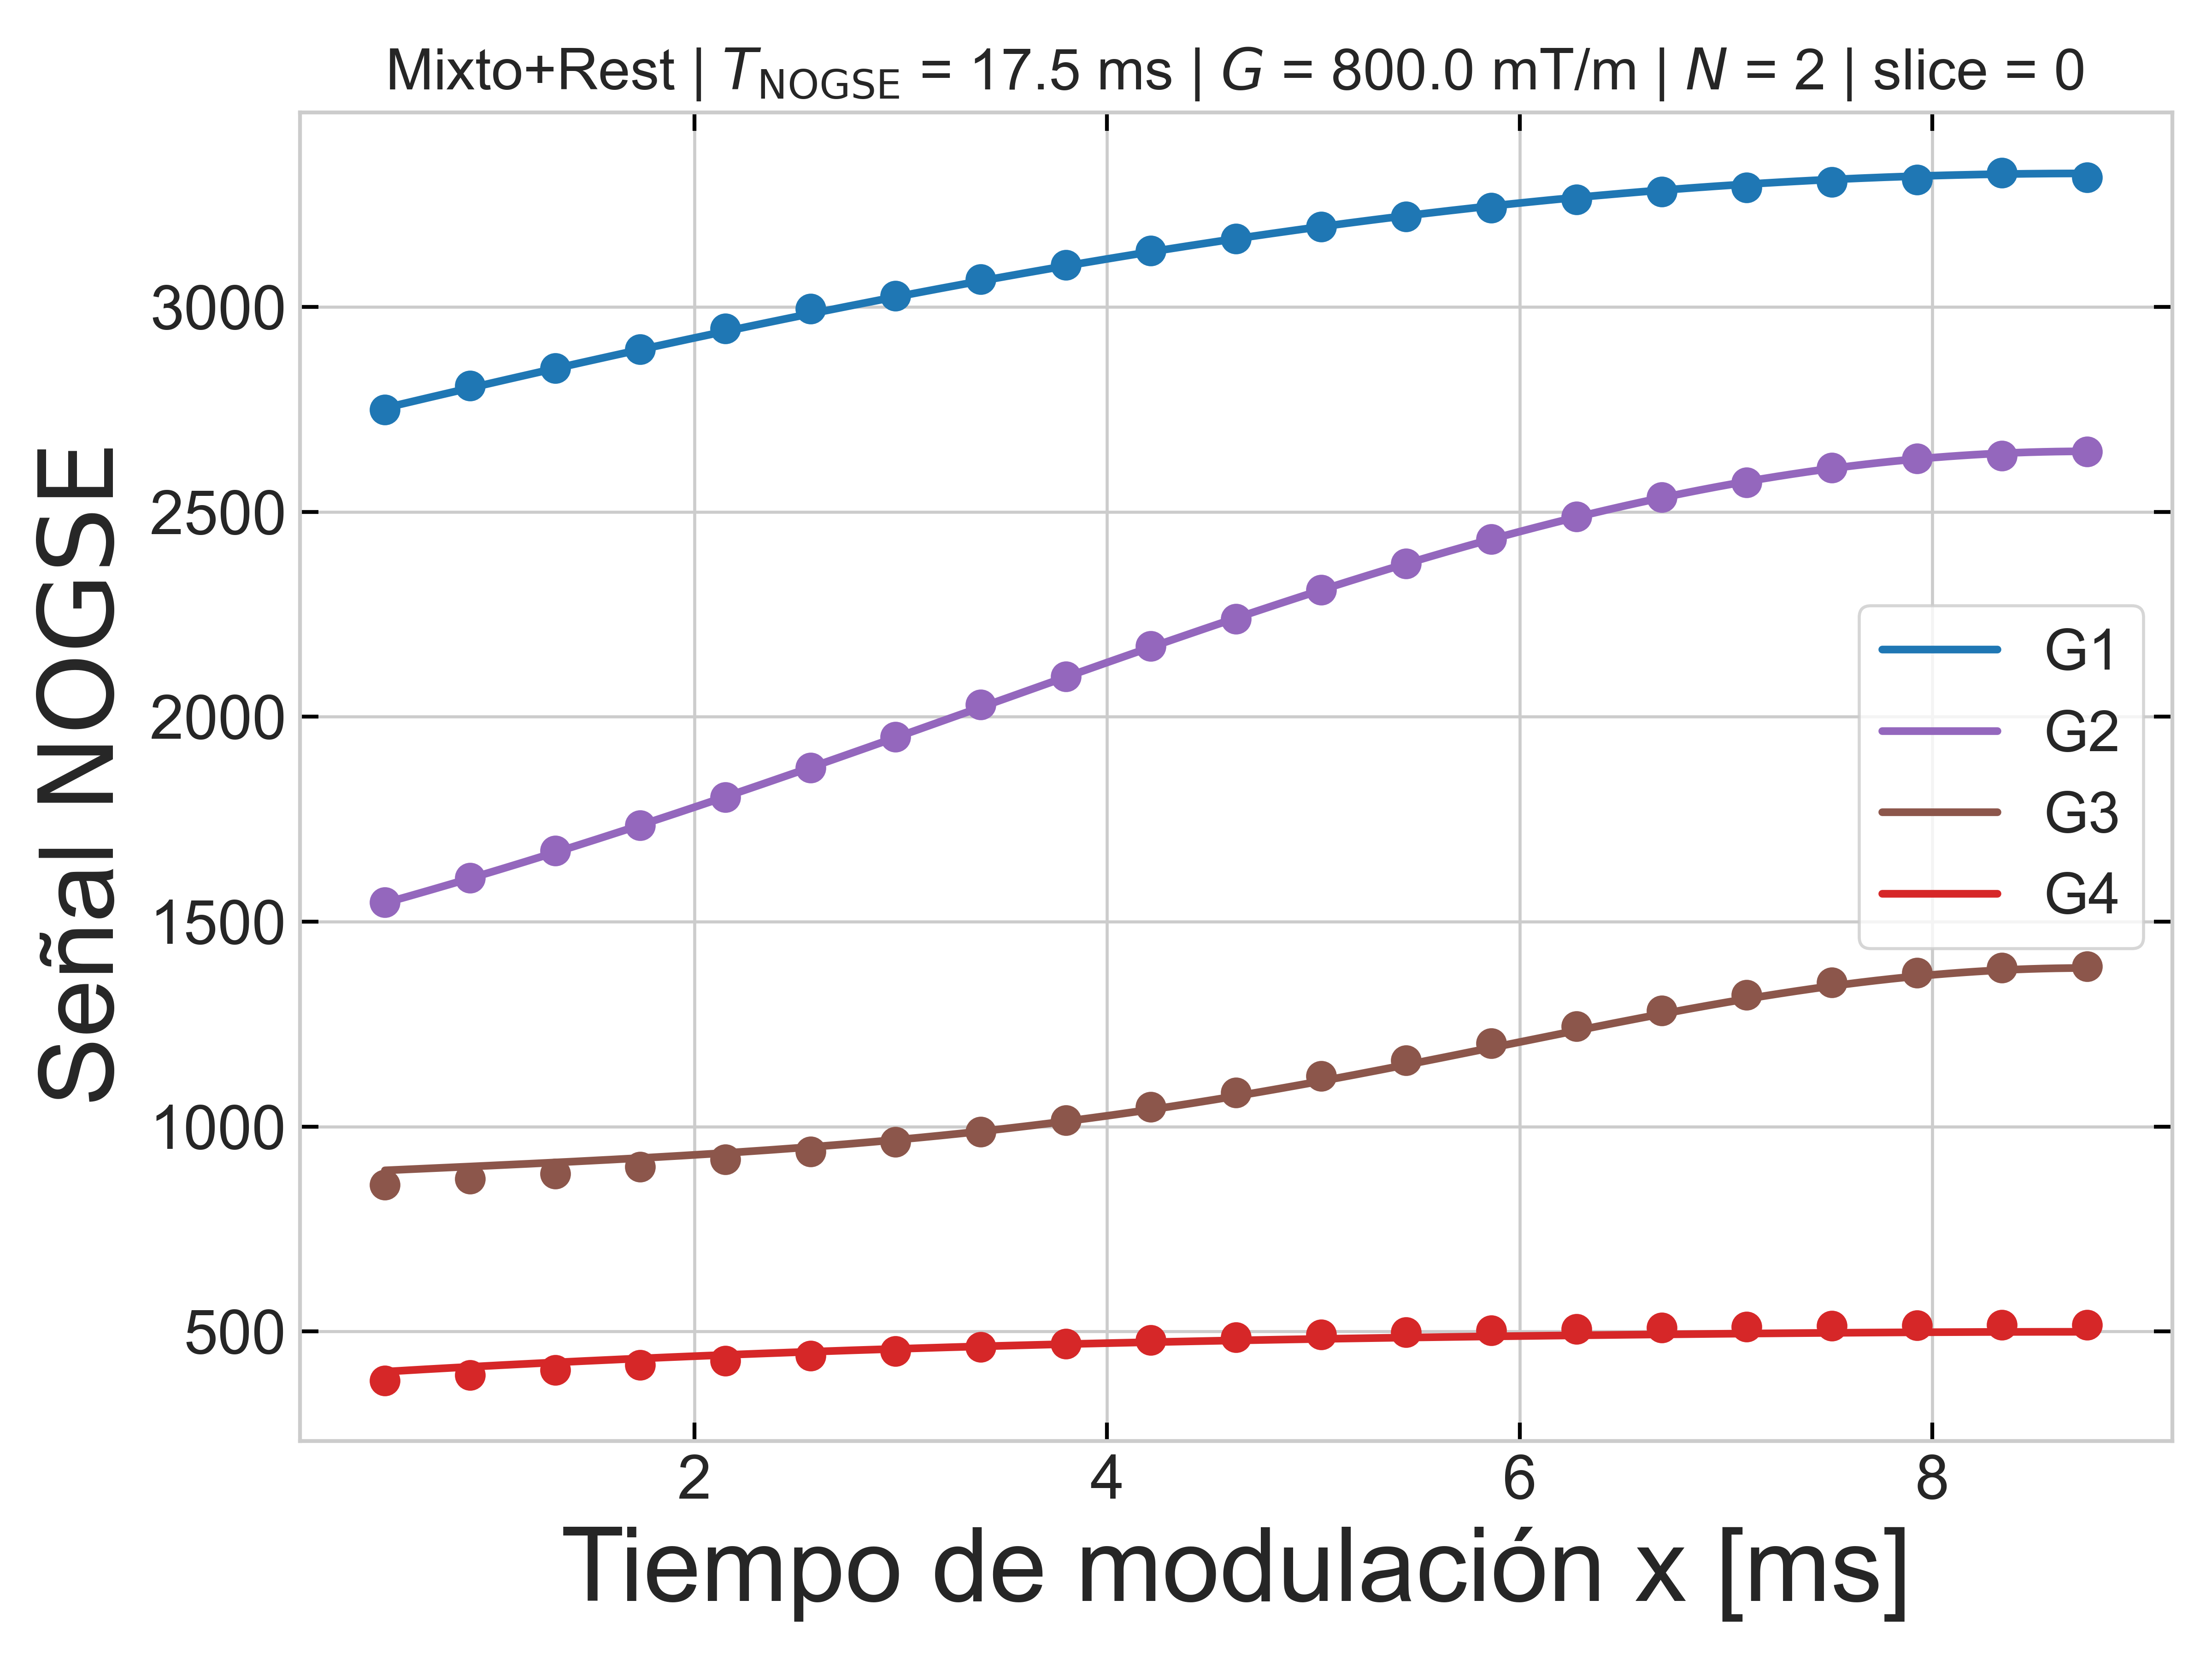 Mixto+Rest | T_NOGSE = 17.5 ms | G = 800.0 mT/m | N = 2 | slice = 0
Señal NOGSE
3000
2500
2000
1500
1000
500
G1
G2
G3
G4
2 4 6 8
Tiempo de modulación x [ms]